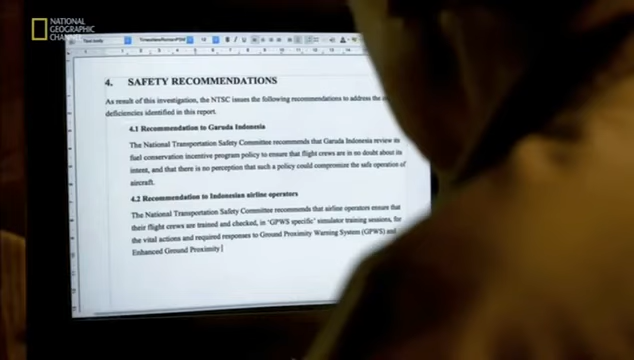 NATIONAL
GEOGRAPHIC
CHANNEL
Text body TimesNewRomanPSM 10 B I U
4. SAFETY RECOMMENDATIONS
As result of this investigation, the NTSC issues the following recommendations to address the
deficiencies identified in this report.
4.1 Recommendation to Garuda Indonesia
The National Transportation Safety Committee recommends that Garuda Indonesia review its
fuel conservation incentive program policy to ensure that flight crews are in no doubt about its
intent, and that there is no perception that such a policy could compromise the safe operation of
aircraft.
4.2 Recommendation to Indonesian airline operators
The National Transportation Safety Committee recommends that airline operators ensure that
their flight crews are trained and checked, in 'GPWS specific' simulator training sessions, for
the vital actions and required responses to Ground Proximity Warning System (GPWS) and
Enhanced Ground Proximity